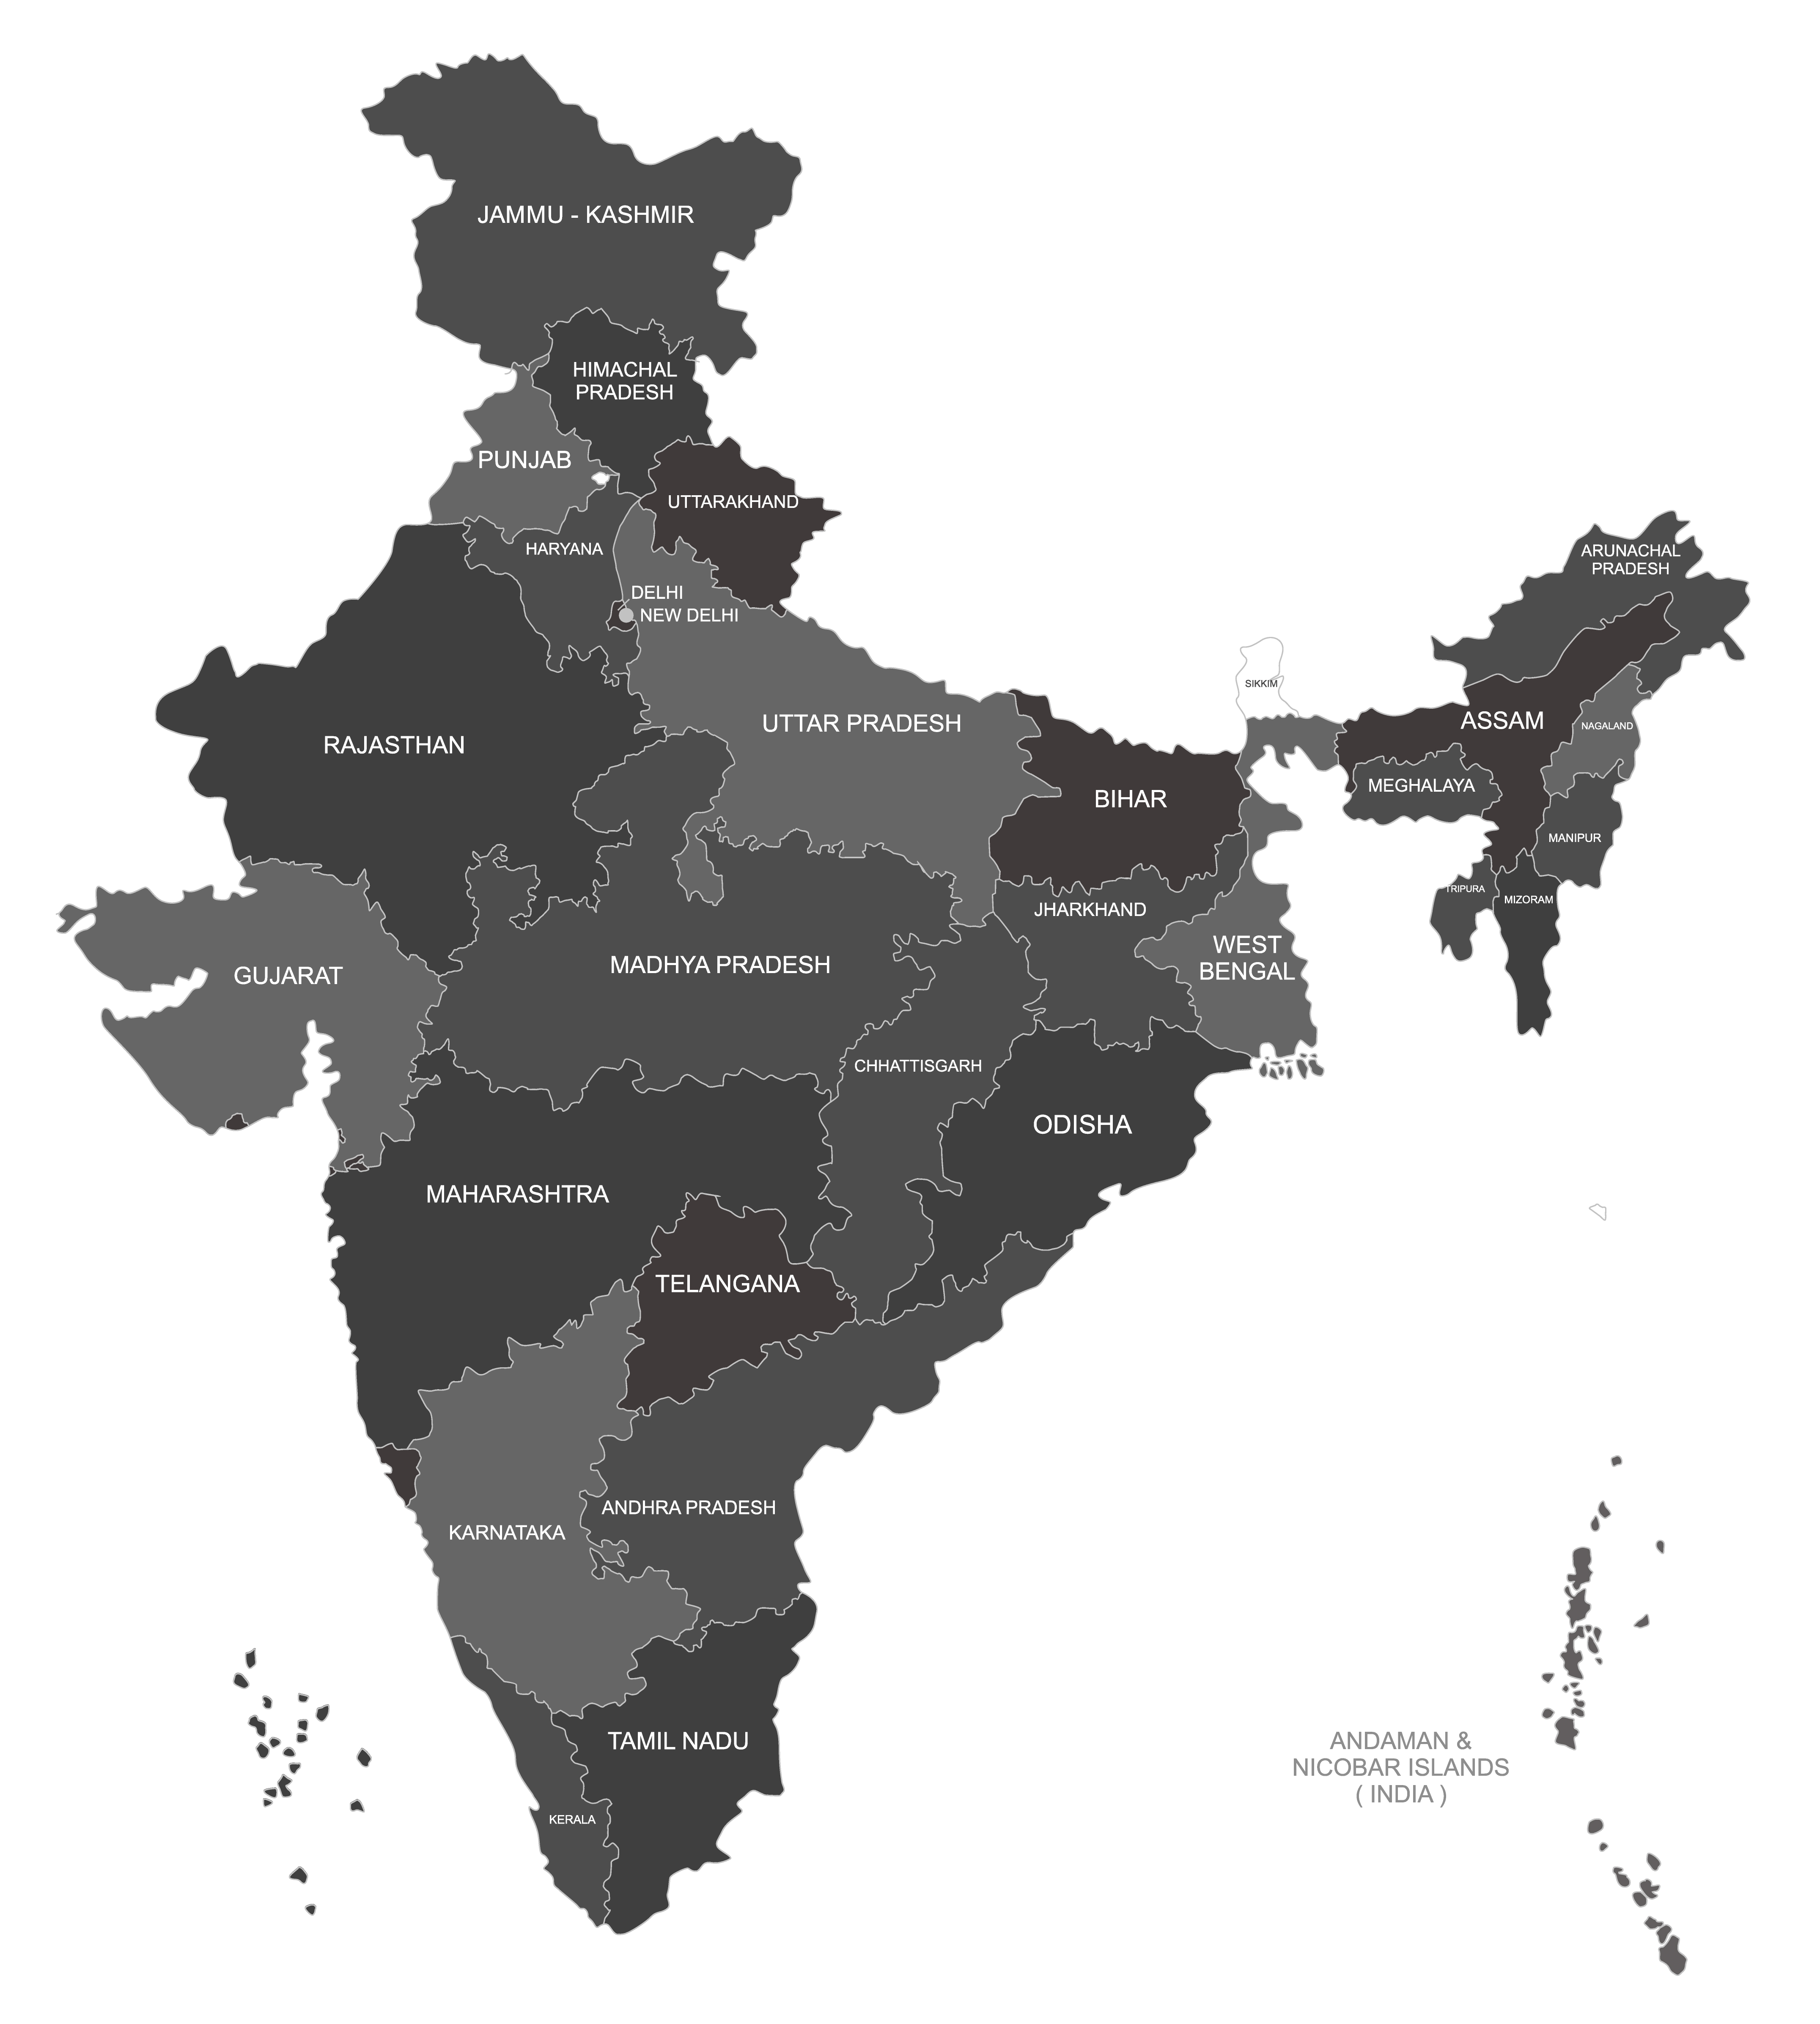 JAMMU - KASHMIR
HIMACHAL
PRADESH
PUNJAB
UTTARAKHAND
HARYANA
ARUNACHAL
PRADESH
DELHI
NEW DELHI
SIKKIM
RAJASTHAN
UTTAR PRADESH
ASSAM
NAGALAND
BIHAR
MEGHALAYA
MANIPUR
TRIPURA
MIZORAM
JHARKHAND
WEST
BENGAL
GUJARAT
MADHYA PRADESH
CHHATTISGARH
ODISHA
MAHARASHTRA
TELANGANA
ANDHRA PRADESH
KARNATAKA
TAMIL NADU
ANDAMAN &
NICOBAR ISLANDS
( INDIA )
KERALA